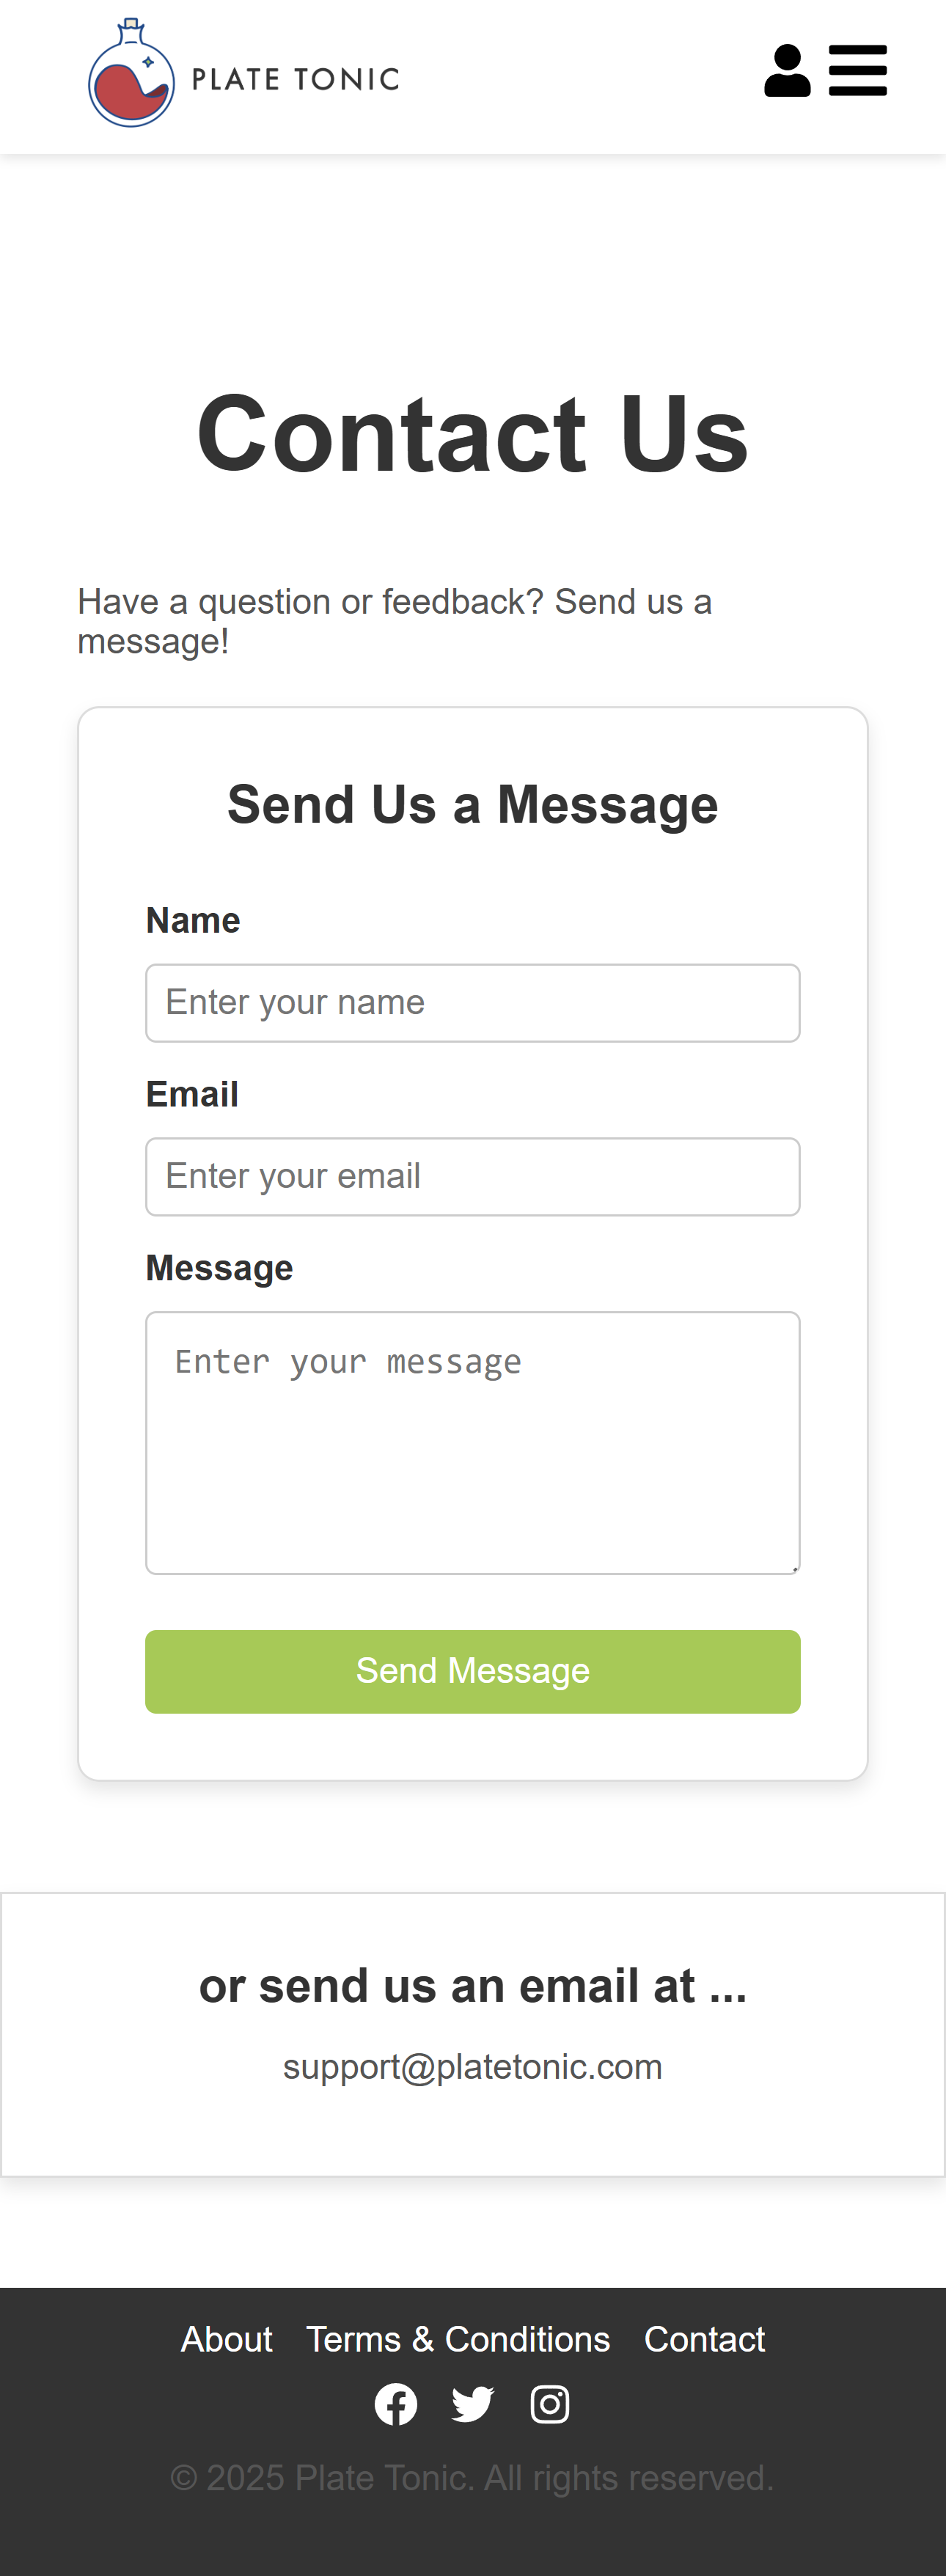 PLATE TONIC
Contact Us
Have a question or feedback? Send us a
message!
Send Us a Message
Name
Enter your name
Email
Enter your email
Message
Enter your message
Send Message
or send us an email at ...
support@platetonic.com
About Terms & Conditions Contact
© 2025 Plate Tonic. All rights reserved.